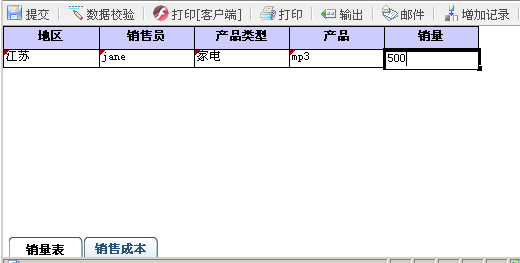 提交 数据校验 打印[客户端] 打印 输出 邮件 增加记录
地区 销售员 产品类型 产品 销量
江苏 jane 家电 mp3 500
销量表 销售成本